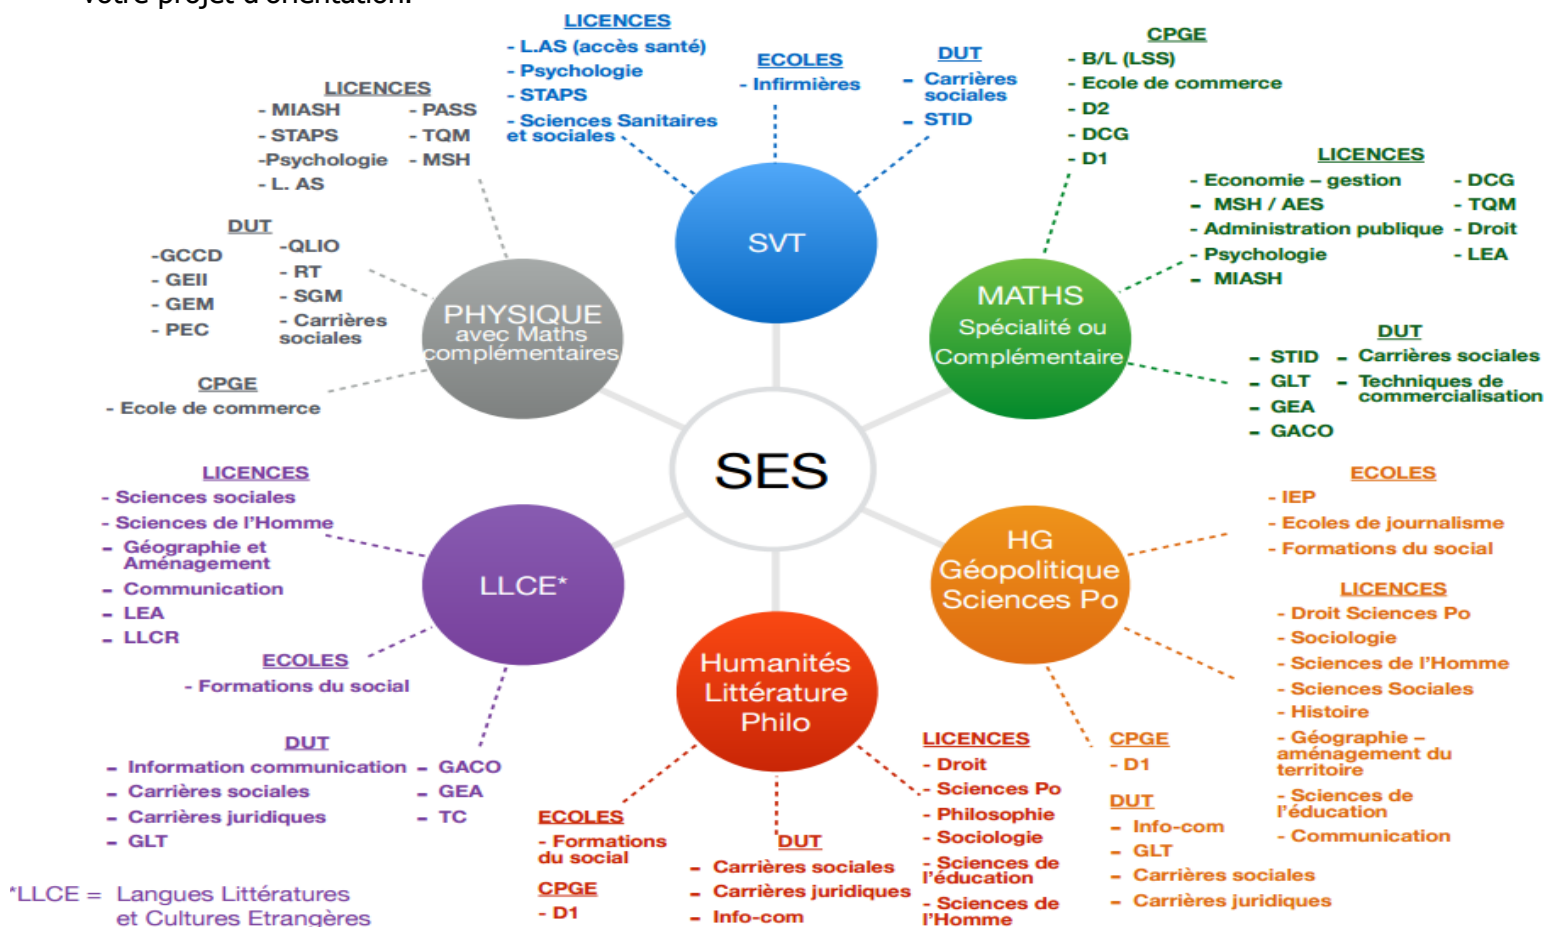 votre projet d'orientation.
LICENCES
- L.AS (accès santé)
- Psychologie
- STAPS
- Sciences Sanitaires
et sociales
ECOLES
- Infirmières
DUT
- Carrières
sociales
- STID
CPGE
- B/L (LSS)
- Ecole de commerce
- D2
- DCG
- D1
LICENCES
- MIASH
- STAPS
-Psychologie
- L. AS
- PASS
- TQM
- MSH
LICENCES
- Economie – gestion
- MSH / AES
- Administration publique
- Psychologie
- MIASH
- DCG
- TQM
- Droit
- LEA
DUT
-GCCD
- GEII
- GEM
- PEC
-QLIO
- RT
- SGM
- Carrières
sociales
SVT
PHYSIQUE
avec Maths
complémentaires
MATHS
Spécialité ou
Complémentaire
DUT
- STID
- GLT
- GEA
- GACO
- Carrières sociales
- Techniques de
commercialisation
CPGE
- Ecole de commerce
SES
LICENCES
- Sciences sociales
- Sciences de l'Homme
- Géographie et
Aménagement
- Communication
- LEA
- LLCR
LLCE*
HG
Géopolitique
Sciences Po
ECOLES
- IEP
- Ecoles de journalisme
- Formations du social
LICENCES
- Droit Sciences Po
- Sociologie
- Sciences de l'Homme
- Sciences Sociales
- Histoire
- Géographie –
aménagement du
territoire
- Sciences de
l'éducation
- Communication
ECOLES
- Formations du social
Humanités
Littérature
Philo
DUT
- Information communication
- Carrières sociales
- Carrières juridiques
- GLT
- GACO
- GEA
- TC
ECOLES
- Formations
du social
CPGE
- D1
DUT
- Carrières sociales
- Carrières juridiques
- Info-com
LICENCES
- Droit
- Sciences Po
- Philosophie
- Sociologie
- Sciences de
l'éducation
- Sciences de
l'Homme
CPGE
- D1
DUT
- Info-com
- GLT
- Carrières sociales
- Carrières juridiques
*LLCE = Langues Littératures
et Cultures Etrangères